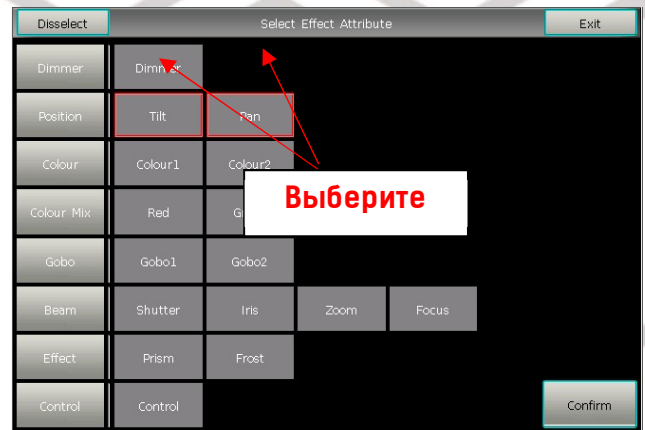 Disselect Select Effect Attribute Exit
Dimmer Dimmer
Position Tilt Pan
Colour Colour1 Colour2
Выберите
Colour Mix Red
Gobo Gobo1 Gobo2
Beam Shutter Iris Zoom Focus
Effect Prism Frost
Control Control Confirm